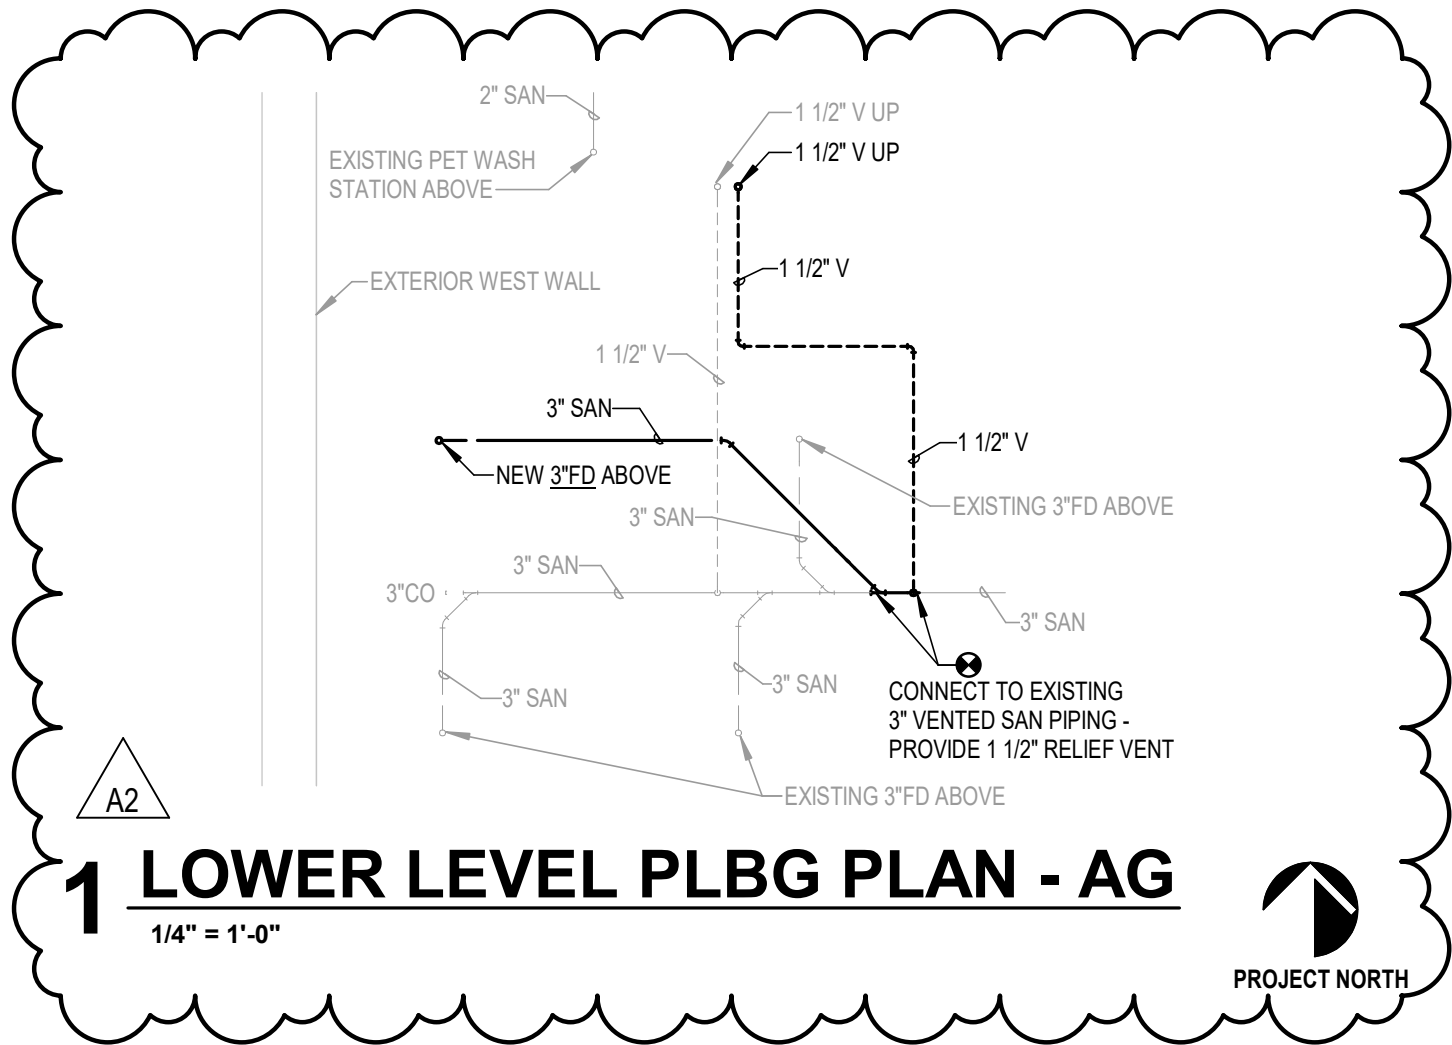 2" SAN
1 1/2" V UP
1 1/2" V UP
EXISTING PET WASH
STATION ABOVE
1 1/2" V
EXTERIOR WEST WALL
1 1/2" V
3" SAN
1 1/2" V
NEW 3"FD ABOVE
EXISTING 3"FD ABOVE
3" SAN
3" SAN
3"CO
3" SAN
3" SAN
3" SAN
CONNECT TO EXISTING
3" VENTED SAN PIPING -
PROVIDE 1 1/2" RELIEF VENT
EXISTING 3"FD ABOVE
A2
1 LOWER LEVEL PLBG PLAN - AG
1/4" = 1'-0"
PROJECT NORTH